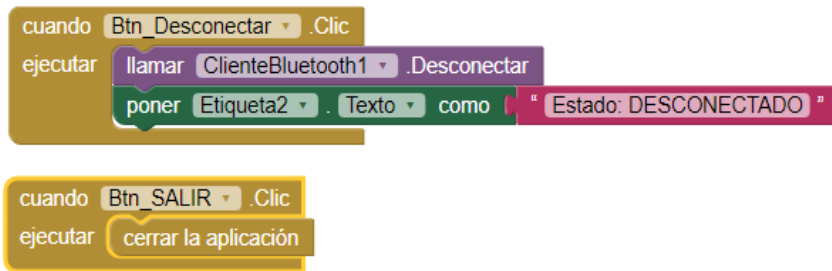 cuando Btn_Desconectar .Clic
ejecutar llamar ClienteBluetooth1 .Desconectar
poner Etiqueta2 . Texto como " Estado: DESCONECTADO "
cuando Btn_SALIR .Clic
ejecutar cerrar la aplicación